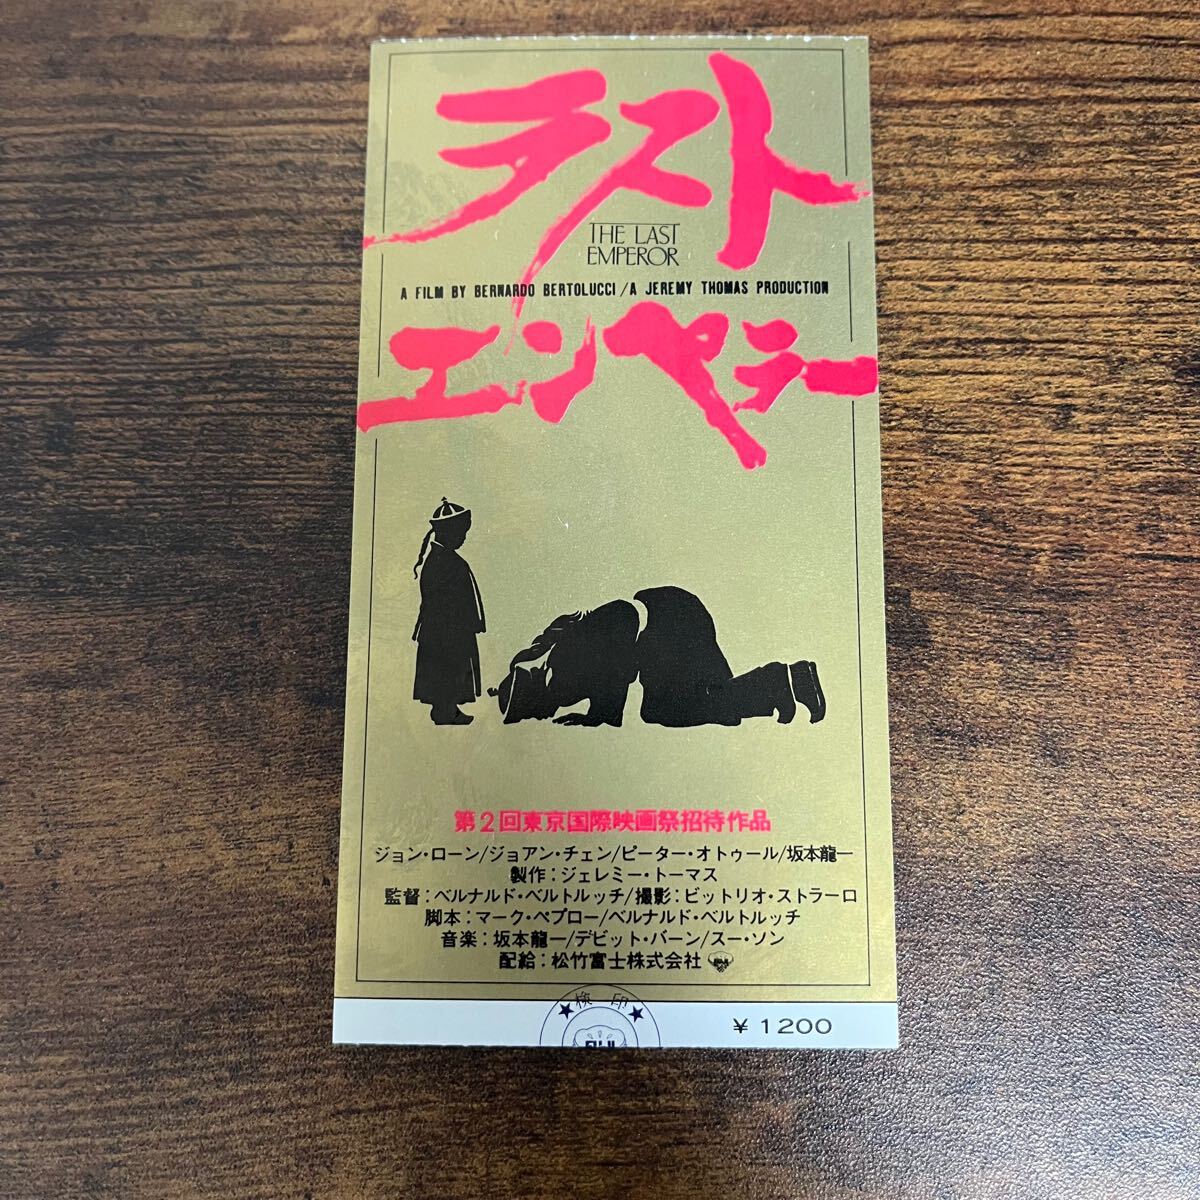 ラスト
THE LAST
EMPEROR
A FILM BY BERNARDO BERTOLUCCI/A JEREMY THOMAS PRODUCTION
エンペラー
第2回東京国際映画祭招待作品
ジョン・ローン/ジョアン・チェン/ピーター・オトゥール/坂本龍一
製作：ジェレミー・トーマス
監督：ベルナルド・ベルトルッチ/撮影：ビットリオ・ストラーロ
脚本：マーク・ペプロー/ベルナルド・ベルトルッチ
音楽：坂本龍一/デビット・バーン/スー・ソン
配給：松竹富士株式会社
★検印★
¥1200